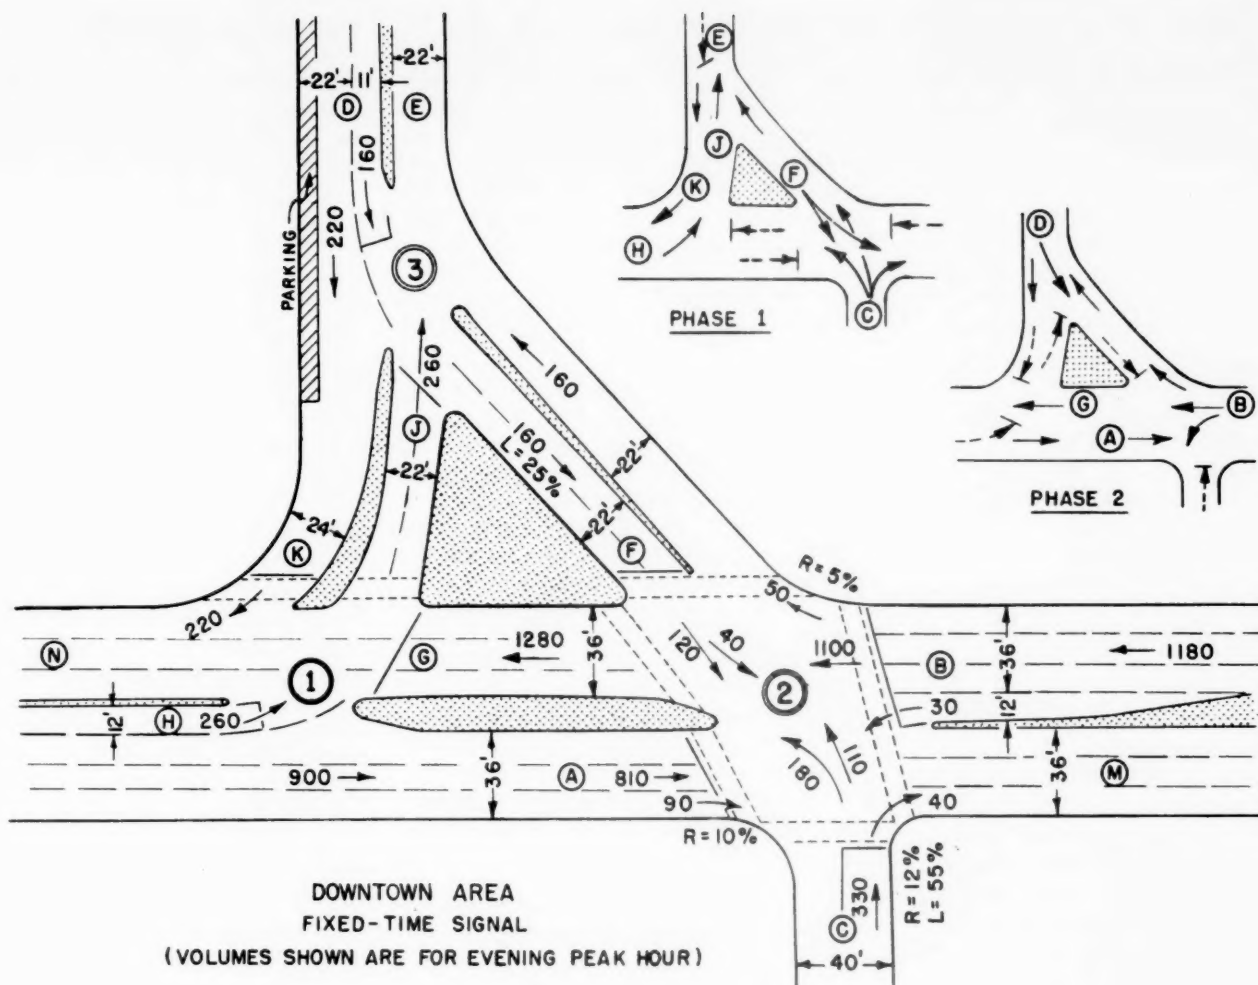 22'
11'
22'
D
E
160
PARKING
220
3
260
160
J
160
L=25%
22'
22'
22'
24'
K
F
R=5%
50
220
N
1280
G
36'
120
40
1100
B
1180
36'
1
2
12'
H
260
30
12'
900
36'
A
810
180
110
36'
M
90
40
R=10%
R=12%
L=55%
330
C
40'
E
J
F
K
H
C
PHASE 1
D
G
B
A
PHASE 2
DOWNTOWN AREA
FIXED-TIME SIGNAL
(VOLUMES SHOWN ARE FOR EVENING PEAK HOUR)